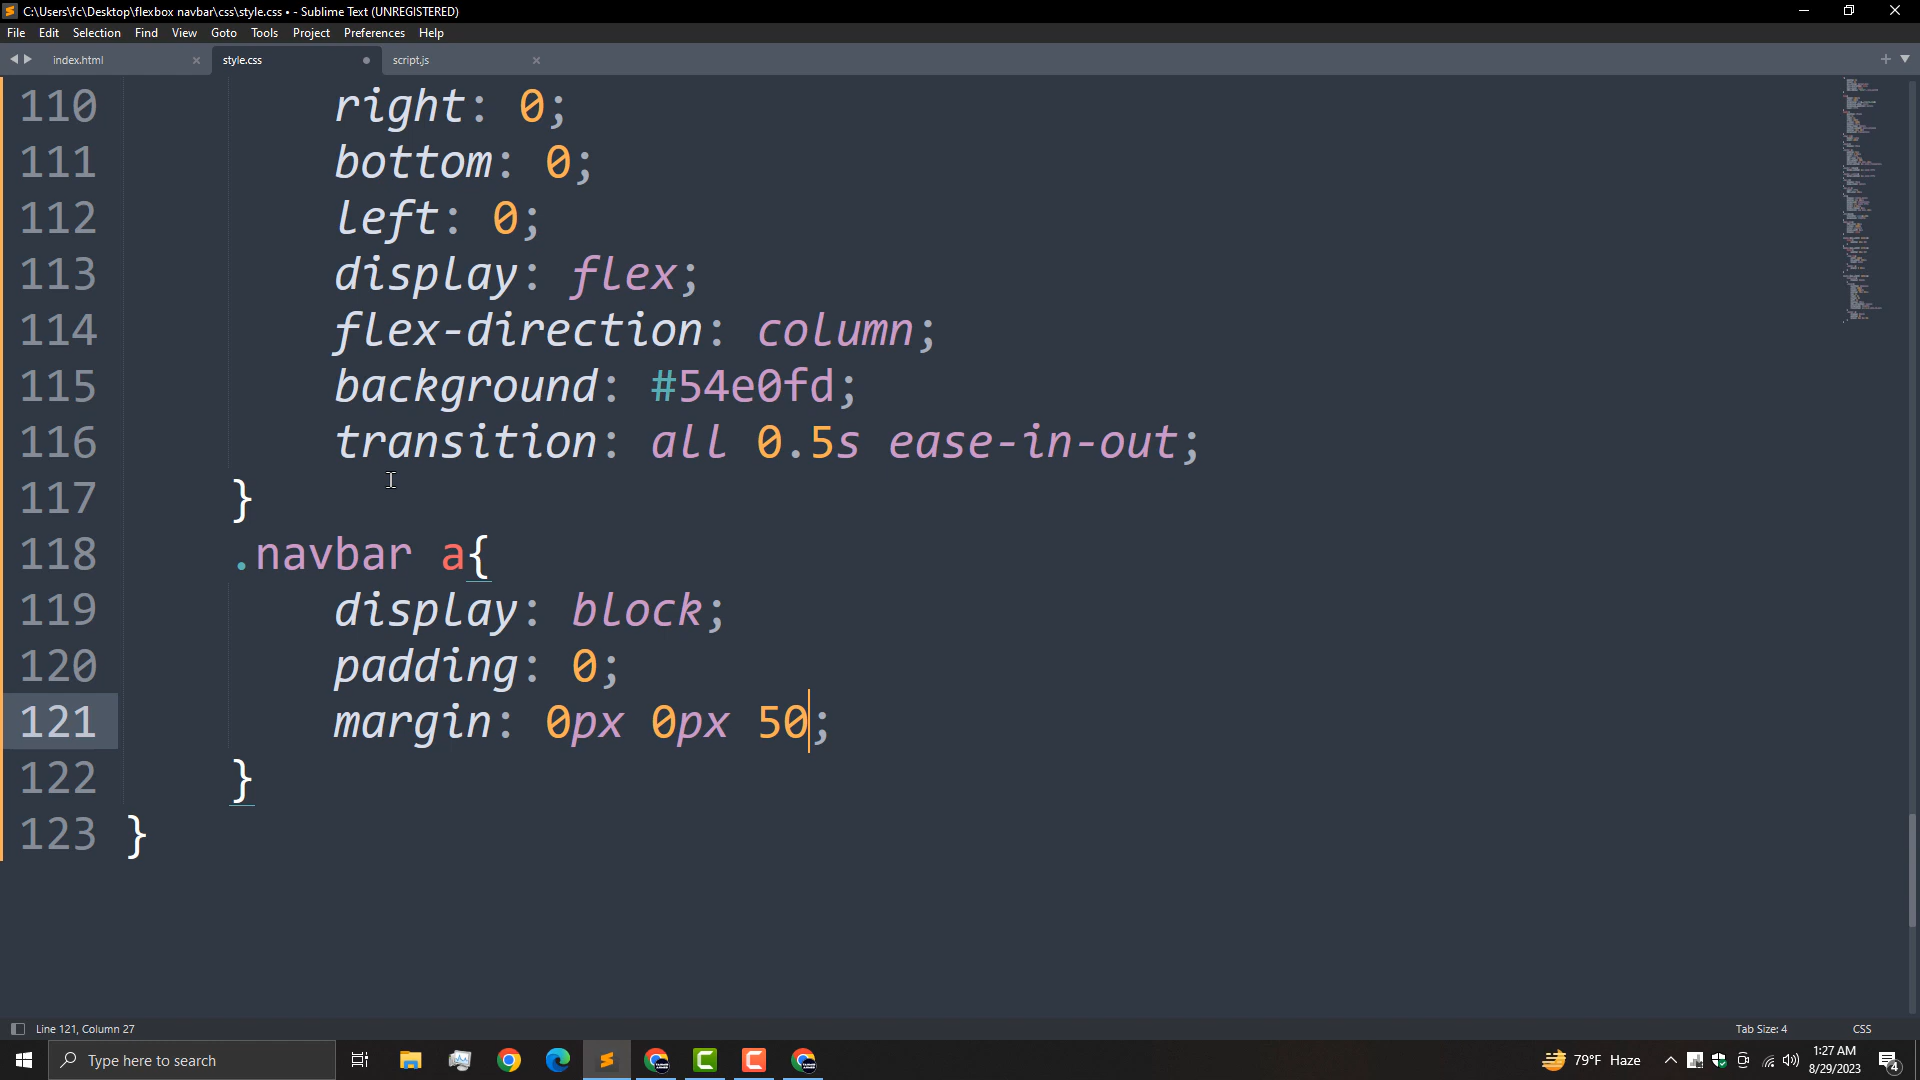 C:\Users\fc\Desktop\flexbox navbar\css\style.css • - Sublime Text (UNREGISTERED)
File Edit Selection Find View Goto Tools Project Preferences Help
index.html style.css script.js
110 right: 0;
111 bottom: 0;
112 left: 0;
113 display: flex;
114 flex-direction: column;
115 background: #54e0fd;
116 transition: all 0.5s ease-in-out;
117 }
118 .navbar a{
119 display: block;
120 padding: 0;
121 margin: 0px 0px 50;
122 }
123 }
Line 121, Column 27 Tab Size: 4 CSS
Type here to search 79°F Haze 1:27 AM
8/29/2023 4